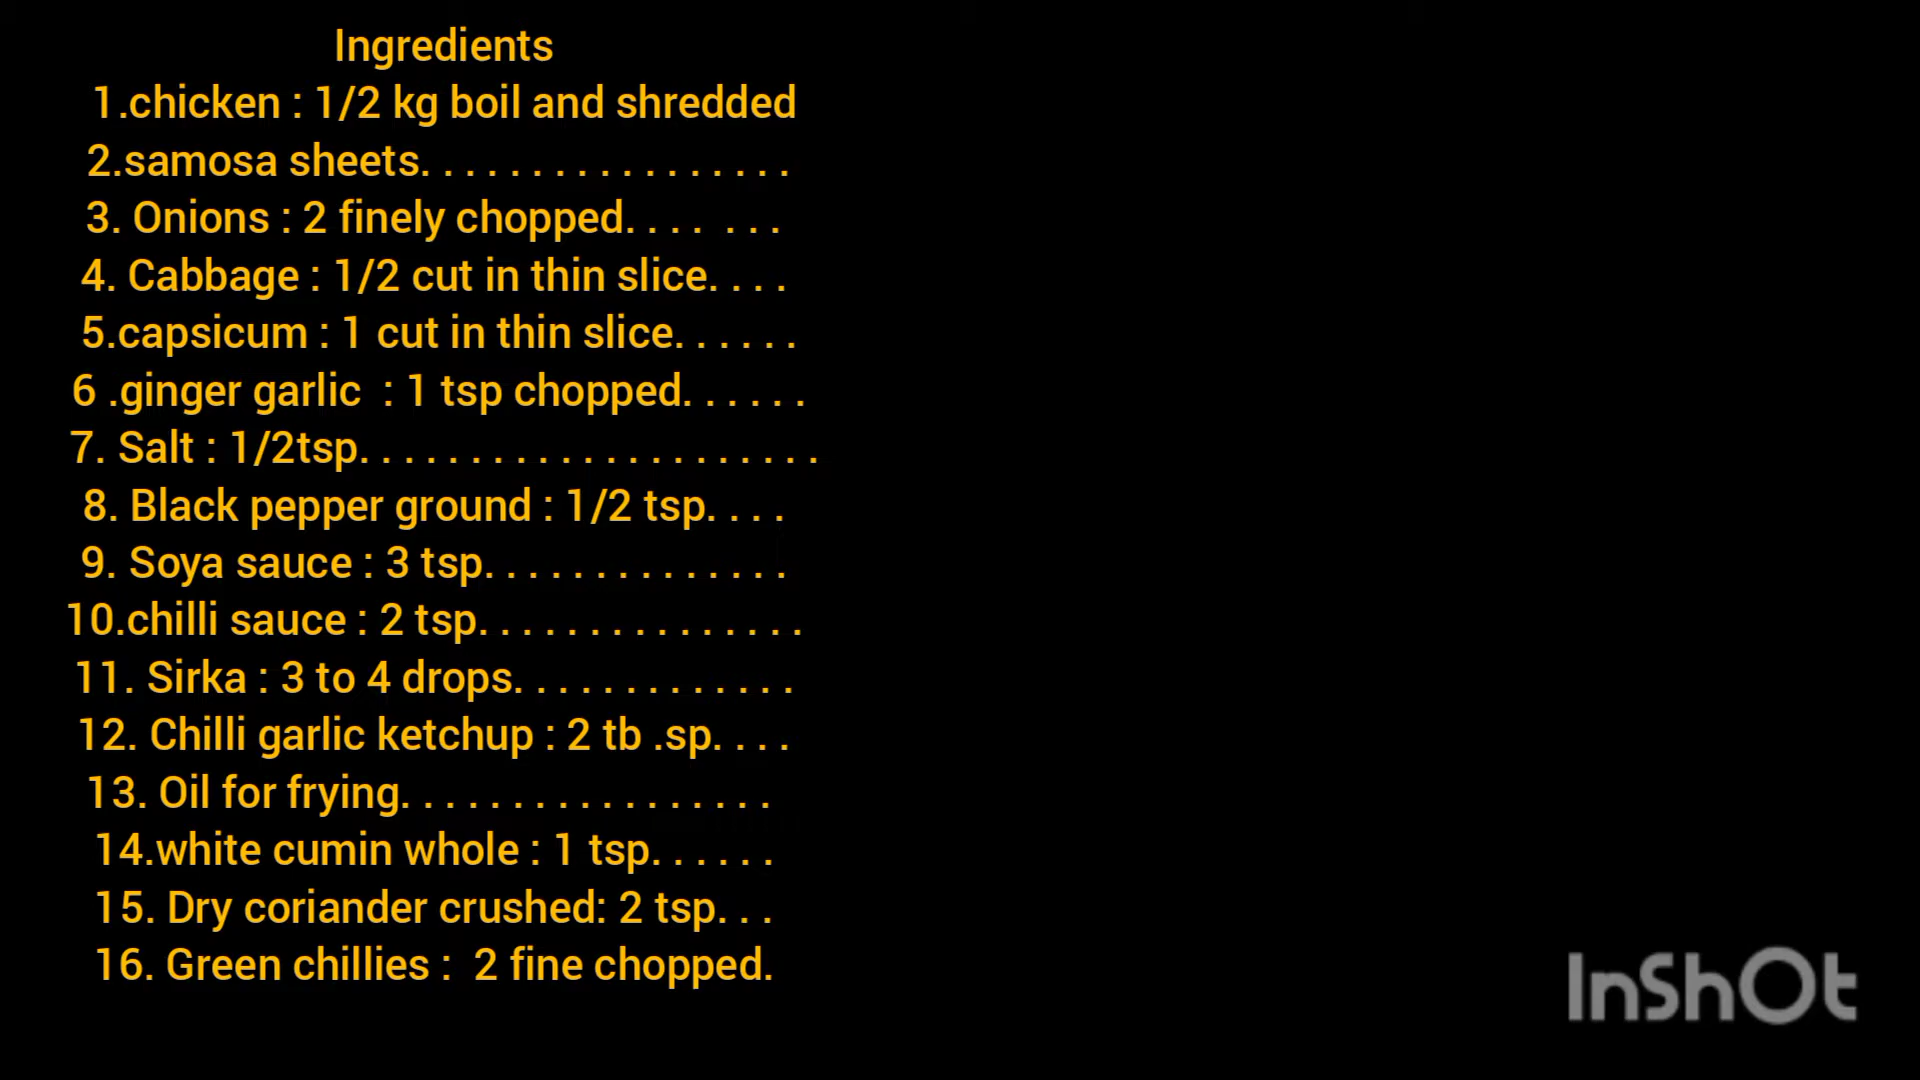 Ingredients
1.chicken : 1/2 kg boil and shredded
2.samosa sheets. . . . . . . . . . . . . . . . .
3. Onions : 2 finely chopped. . . .  . . .
4. Cabbage : 1/2 cut in thin slice. . . .
5.capsicum : 1 cut in thin slice. . . . . .
6 .ginger garlic  : 1 tsp chopped. . . . . .
7. Salt : 1/2tsp. . . . . . . . . . . . . . . . . . . . .
8. Black pepper ground : 1/2 tsp. . . .
9. Soya sauce : 3 tsp. . . . . . . . . . . . . .
10.chilli sauce : 2 tsp. . . . . . . . . . . . . . .
11. Sirka : 3 to 4 drops. . . . . . . . . . . . .
12. Chilli garlic ketchup : 2 tb .sp. . . .
13. Oil for frying. . . . . . . . . . . . . . . . .
14.white cumin whole : 1 tsp. . . . . .
15. Dry coriander crushed: 2 tsp. . .
16. Green chillies :  2 fine chopped.
InShOt